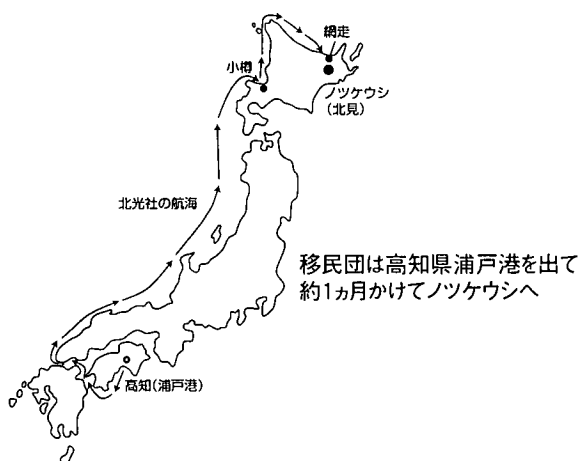 網走
小樽
ノツケウシ
(北見)
北光社の航海
移民団は高知県浦戸港を出て
約1ヵ月かけてノツケウシへ
高知(浦戸港)